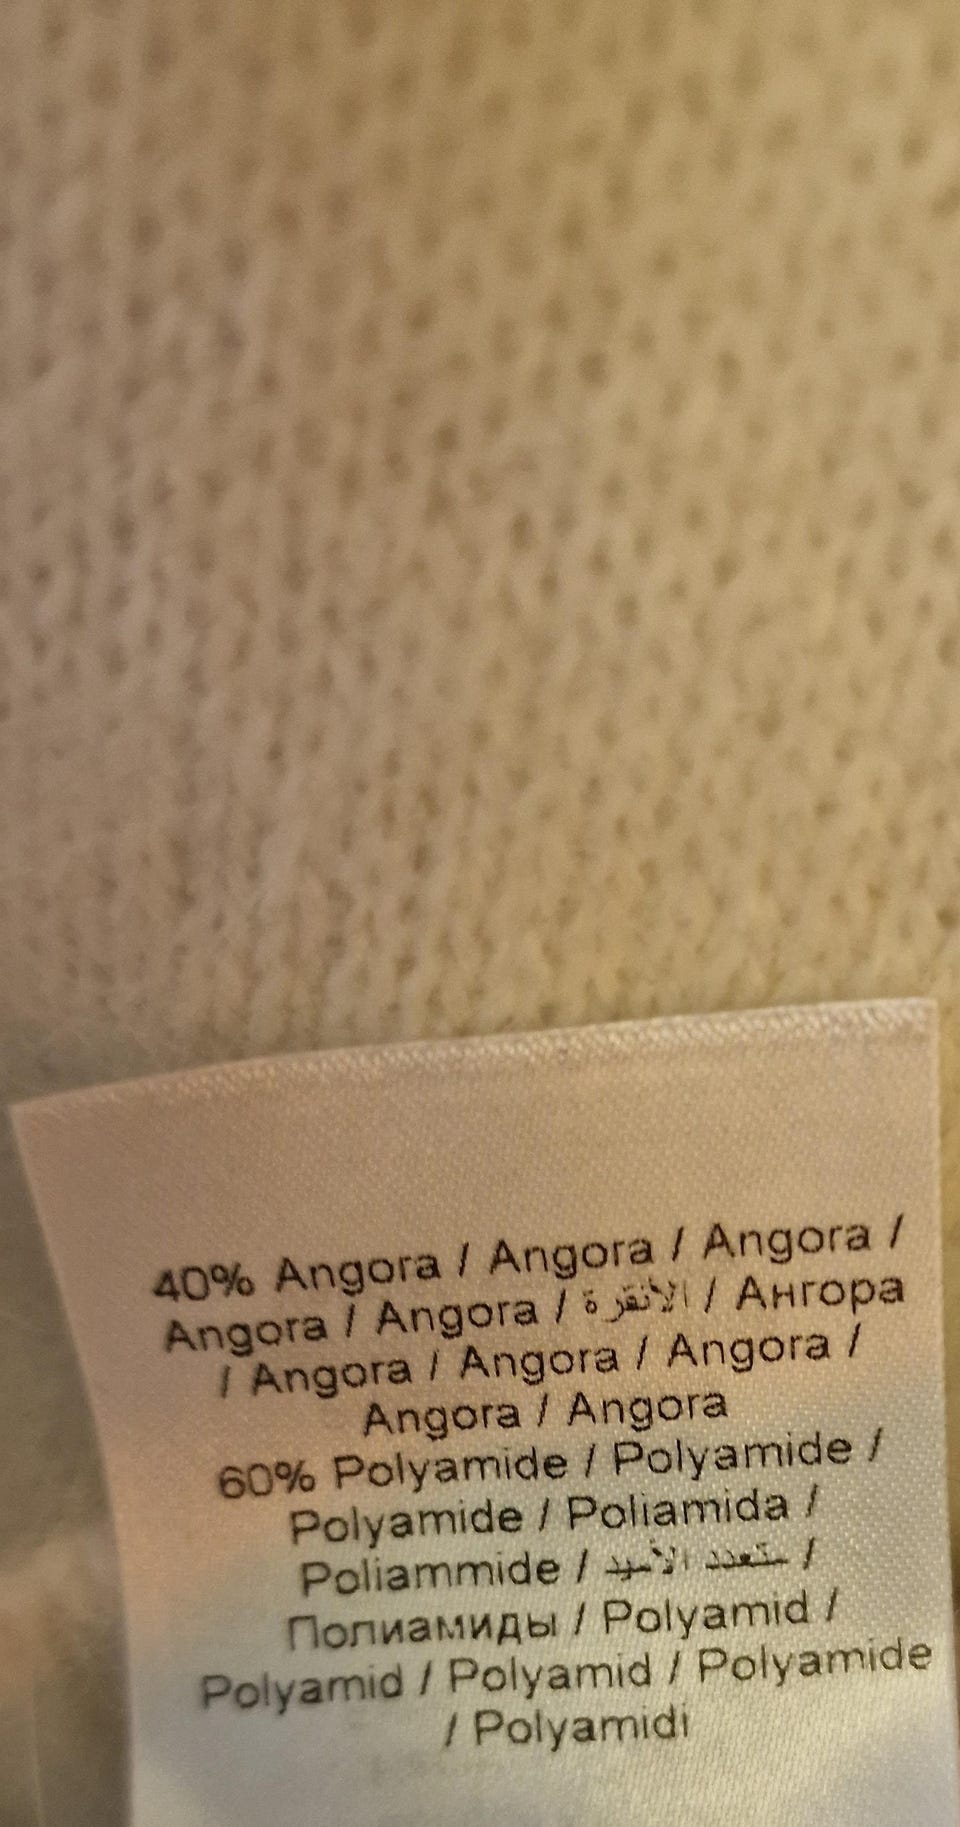 40% Angora / Angora / Angora /
Angora / Angora / الأنقرة / Ангора
/ Angora / Angora / Angora /
Angora / Angora
60% Polyamide / Polyamide /
Polyamide / Poliamida /
Poliammide / متعدد الأميد /
Полиамиды / Polyamid /
Polyamid / Polyamid / Polyamide
/ Polyamidi